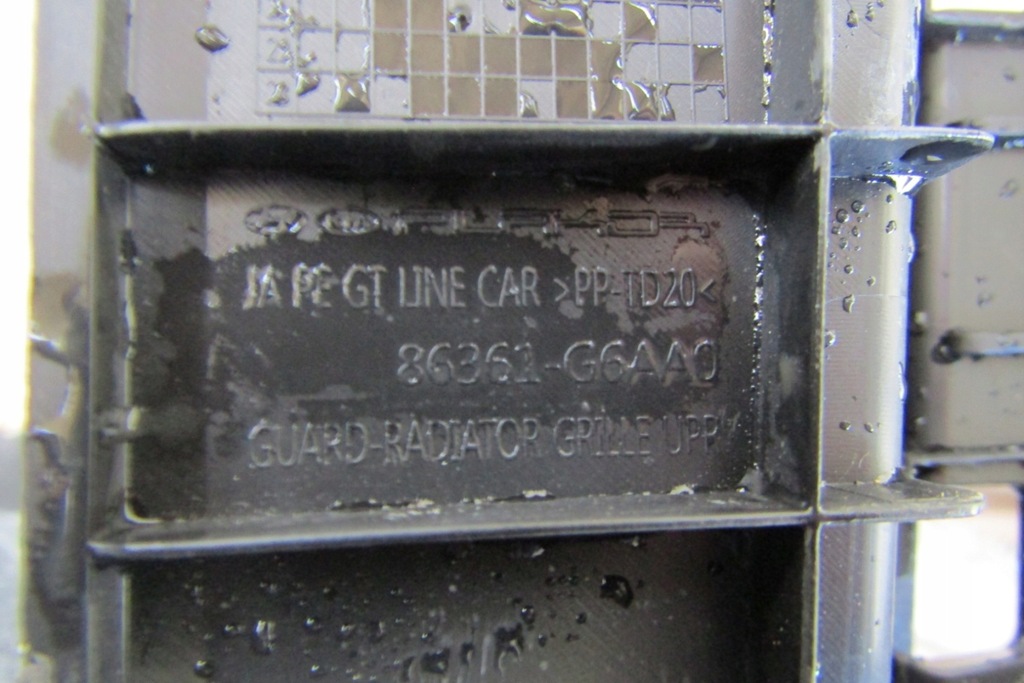 JA PE GT LINE CAR >PP-TD20<
86361-G6AA0
GUARD-RADIATOR GRILLE UPR